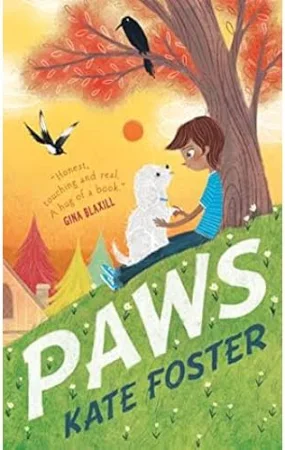 "Honest,
touching and real.
A hug of a book."
GINA BLAXILL
PAWS
KATE FOSTER